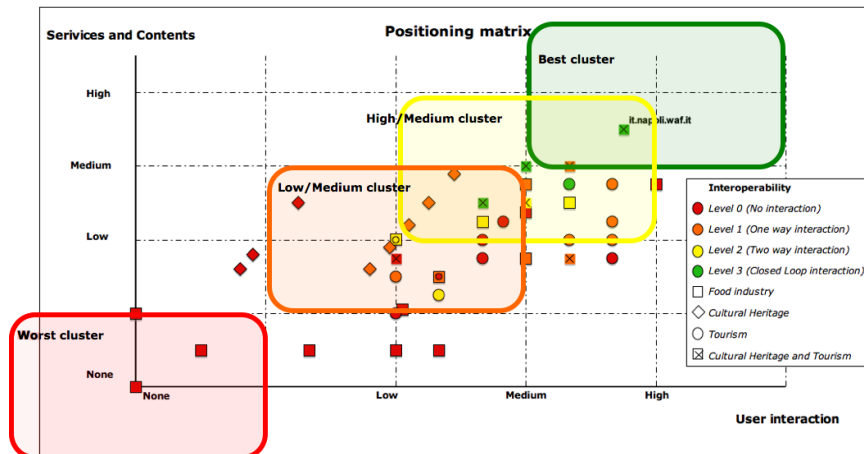 Serivices and Contents
Positioning matrix
Best cluster
High
High/Medium cluster
it.napoli.waf.it
Medium
Low/Medium cluster
Interoperability
Level 0 (No interaction)
Level 1 (One way interaction)
Level 2 (Two way interaction)
Level 3 (Closed Loop interaction)
Food industry
Cultural Heritage
Tourism
Cultural Heritage and Tourism
Low
Worst cluster
None
None
Low
Medium
High
User interaction